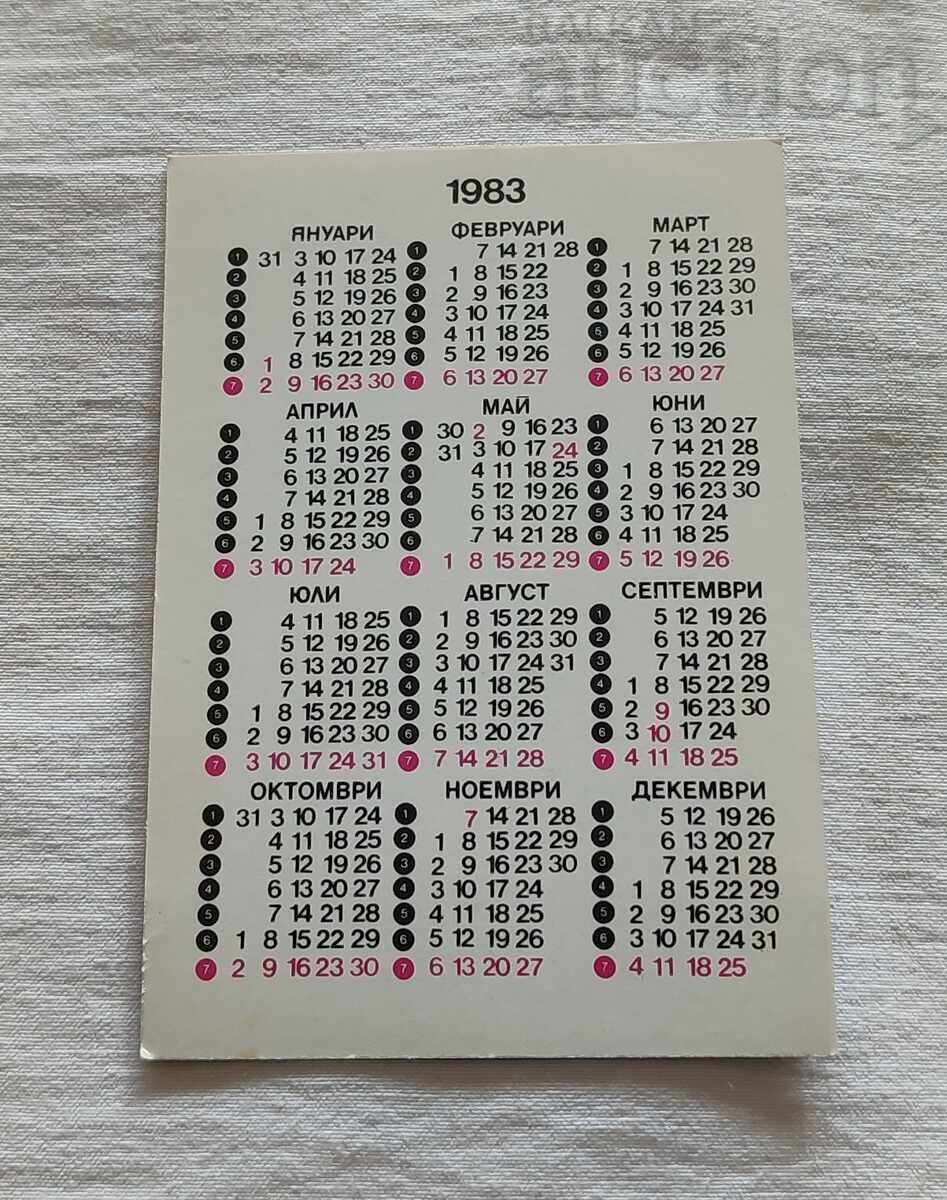 БАЛКАН
auction
1983
ЯНУАРИ ФЕВРУАРИ МАРТ
1 31 3 10 17 24 1 7 14 21 28 1 7 14 21 28
2 4 11 18 25 2 1 8 15 22 2 1 8 15 22 29
3 5 12 19 26 3 2 9 16 23 3 2 9 16 23 30
4 6 13 20 27 4 3 10 17 24 4 3 10 17 24 31
5 7 14 21 28 5 4 11 18 25 5 4 11 18 25
6 1 8 15 22 29 6 5 12 19 26 6 5 12 19 26
7 2 9 16 23 30 7 6 13 20 27 7 6 13 20 27
АПРИЛ МАЙ ЮНИ
1 4 11 18 25 1 30 2 9 16 23 1 6 13 20 27
2 5 12 19 26 2 31 3 10 17 24 2 7 14 21 28
3 6 13 20 27 3 4 11 18 25 3 1 8 15 22 29
4 7 14 21 28 4 5 12 19 26 4 2 9 16 23 30
5 1 8 15 22 29 5 6 13 20 27 5 3 10 17 24
6 2 9 16 23 30 6 7 14 21 28 6 4 11 18 25
7 3 10 17 24 7 1 8 15 22 29 7 5 12 19 26
ЮЛИ АВГУСТ СЕПТЕМВРИ
1 4 11 18 25 1 1 8 15 22 29 1 5 12 19 26
2 5 12 19 26 2 2 9 16 23 30 2 6 13 20 27
3 6 13 20 27 3 3 10 17 24 31 3 7 14 21 28
4 7 14 21 28 4 4 11 18 25 4 1 8 15 22 29
5 1 8 15 22 29 5 5 12 19 26 5 2 9 16 23 30
6 2 9 16 23 30 6 6 13 20 27 6 3 10 17 24
7 3 10 17 24 31 7 7 14 21 28 7 4 11 18 25
ОКТОМВРИ НОЕМВРИ ДЕКЕМВРИ
1 31 3 10 17 24 1 7 14 21 28 1 5 12 19 26
2 4 11 18 25 2 1 8 15 22 29 2 6 13 20 27
3 5 12 19 26 3 2 9 16 23 30 3 7 14 21 28
4 6 13 20 27 4 3 10 17 24 4 1 8 15 22 29
5 7 14 21 28 5 4 11 18 25 5 2 9 16 23 30
6 1 8 15 22 29 6 5 12 19 26 6 3 10 17 24 31
7 2 9 16 23 30 7 6 13 20 27 7 4 11 18 25